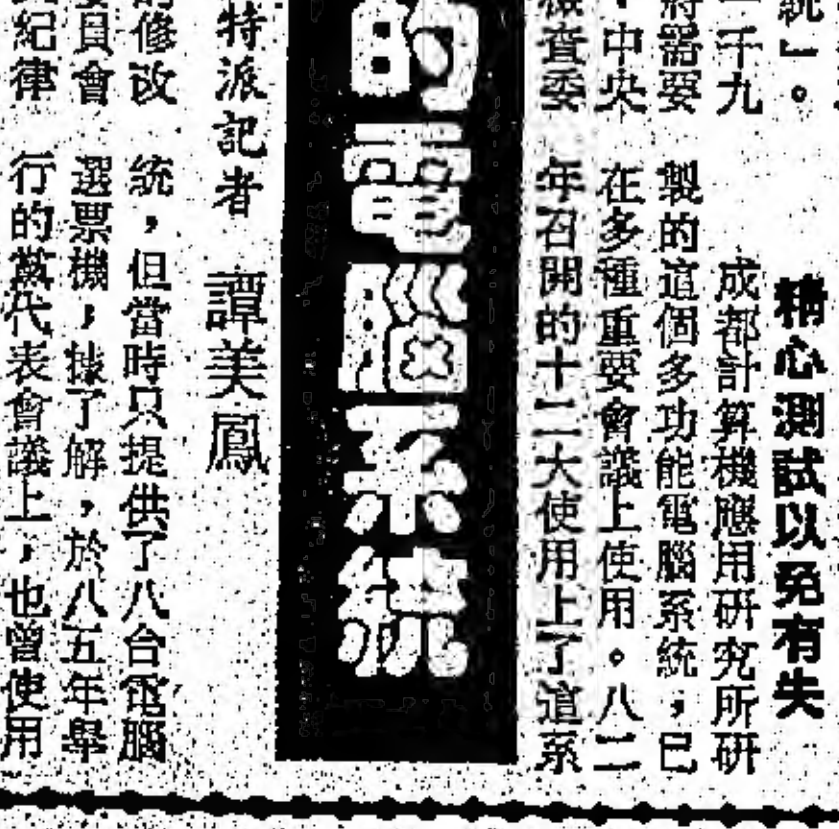 統」。
一千九
將需要
，中央
檢查委
的修改
委員會
紀律
的電腦系統
特派記者 譚美鳳
精心測試以免有失
成都計算機應用研究所研
製的這個多功能電腦系統，已
在多種重要會議上使用。八二
年召開的十二大使用上了這系
統，但當時只提供了八台電腦
選票機，據了解，於八五年舉
行的黨代表會議上，也曾使用